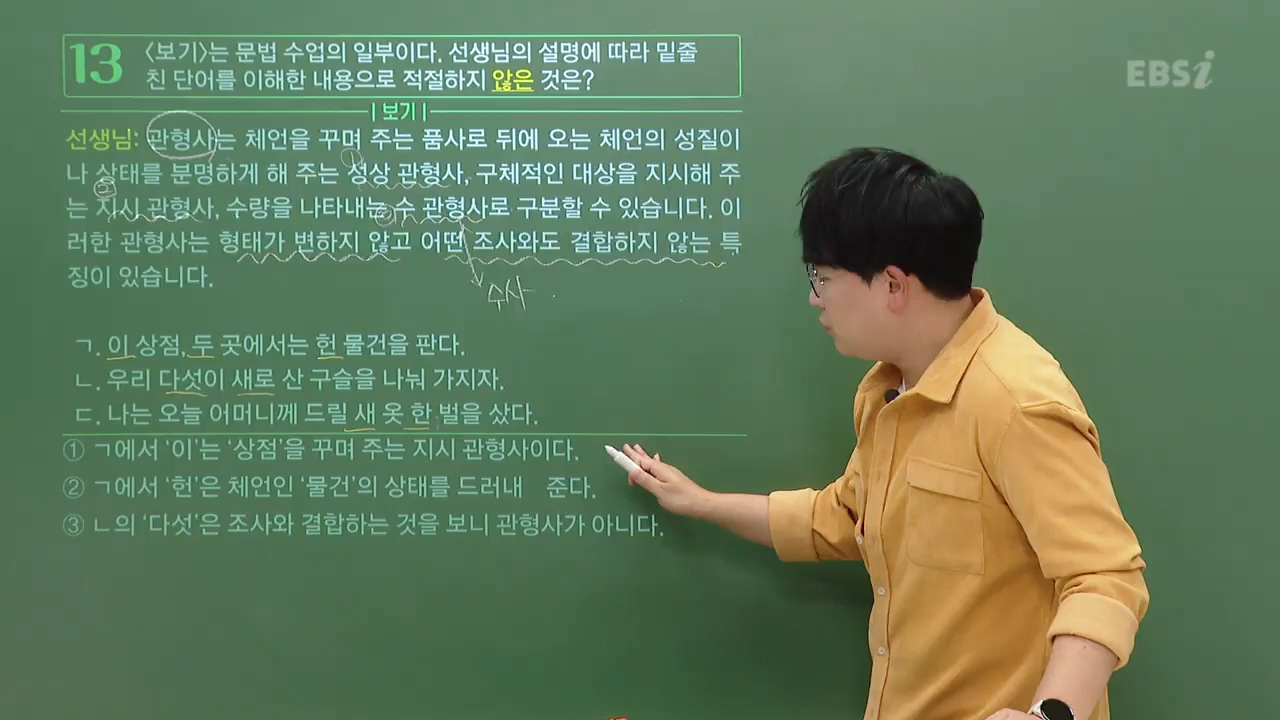 13 〈보기〉는 문법 수업의 일부이다. 선생님의 설명에 따라 밑줄
친 단어를 이해한 내용으로 적절하지 않은 것은?
EBSi
| 보기 |
선생님: 관형사는 체언을 꾸며 주는 품사로 뒤에 오는 체언의 성질이
나 상태를 분명하게 해 주는 성상 관형사, 구체적인 대상을 지시해 주
는 지시 관형사, 수량을 나타내는 수 관형사로 구분할 수 있습니다. 이
러한 관형사는 형태가 변하지 않고 어떤 조사와도 결합하지 않는 특
징이 있습니다.
수사
ㄱ. 이 상점, 두 곳에서는 헌 물건을 판다.
ㄴ. 우리 다섯이 새로 산 구슬을 나눠 가지자.
ㄷ. 나는 오늘 어머니께 드릴 새 옷 한 벌을 샀다.
① ㄱ에서 ‘이’는 ‘상점’을 꾸며 주는 지시 관형사이다.
② ㄱ에서 ‘헌’은 체언인 ‘물건’의 상태를 드러내 준다.
③ ㄴ의 ‘다섯’은 조사와 결합하는 것을 보니 관형사가 아니다.